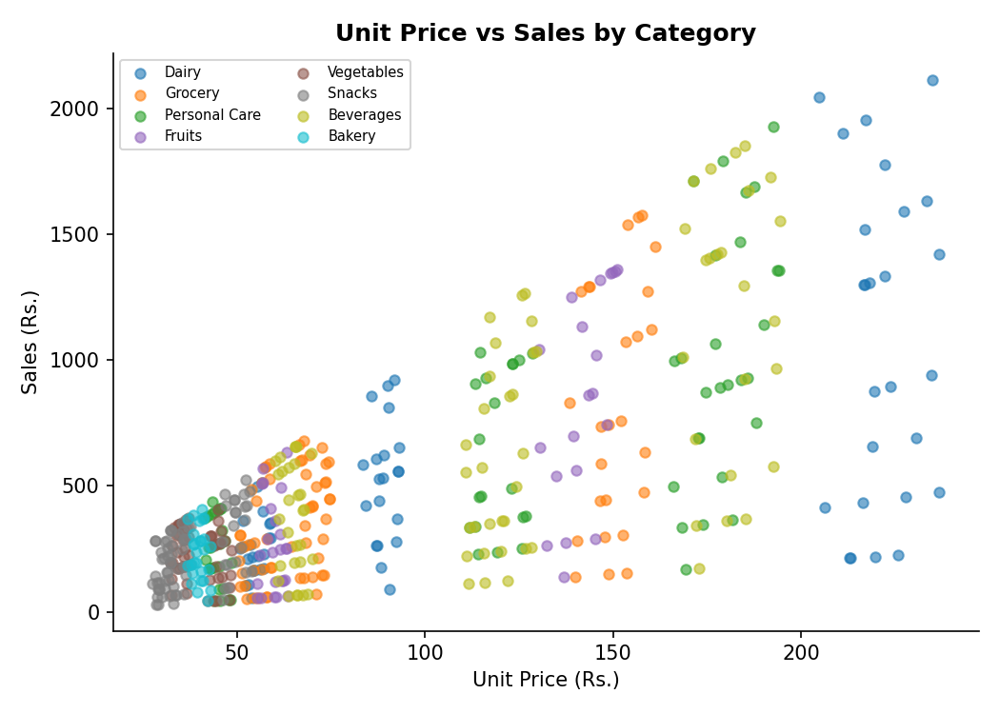 Unit Price vs Sales by Category
Dairy
Grocery
Personal Care
Fruits
Vegetables
Snacks
Beverages
Bakery
Sales (Rs.)
2000
1500
1000
500
0
50 100 150 200
Unit Price (Rs.)